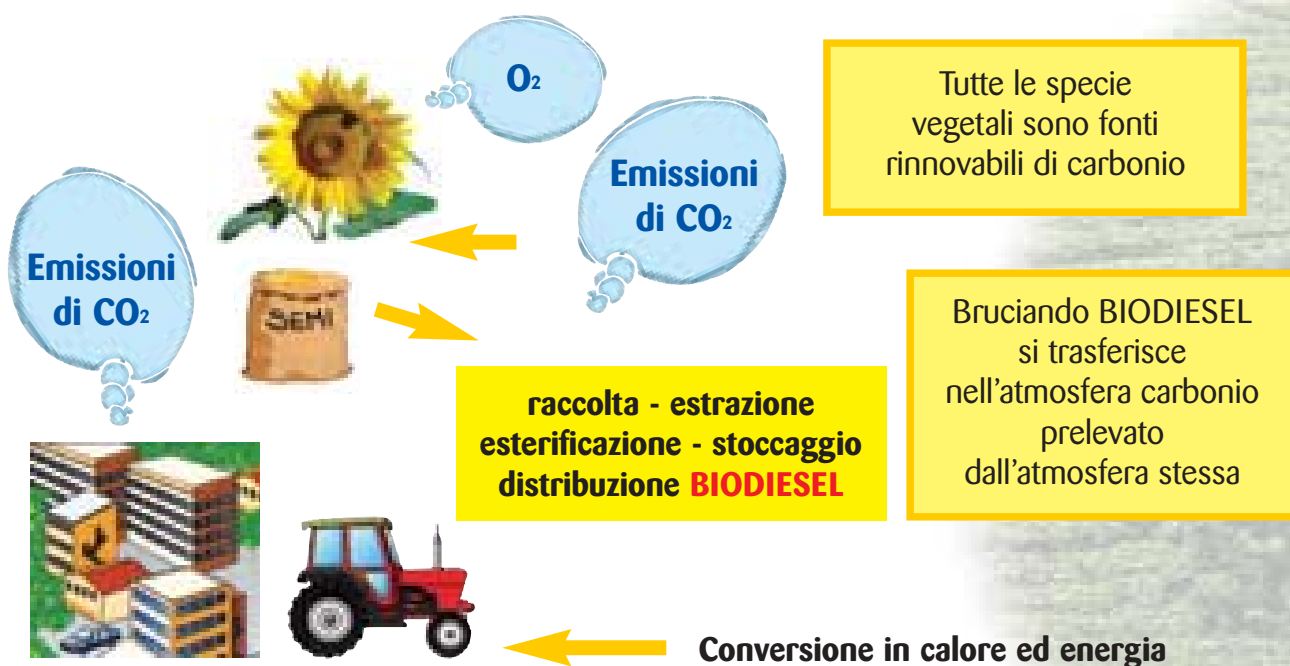 O₂
Tutte le specie
vegetali sono fonti
rinnovabili di carbonio
Emissioni
di CO₂
Emissioni
di CO₂
SEMI
Bruciando BIODIESEL
si trasferisce
nell'atmosfera carbonio
prelevato
dall'atmosfera stessa
raccolta - estrazione
esterificazione - stoccaggio
distribuzione BIODIESEL
Conversione in calore ed energia